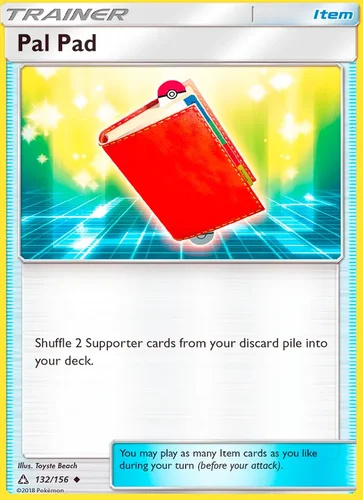 TRAINER
Item
Pal Pad
Shuffle 2 Supporter cards from your discard pile into
your deck.
Illus. Toyste Beach
132/156
©2018 Pokémon
You may play as many Item cards as you like
during your turn (before your attack).